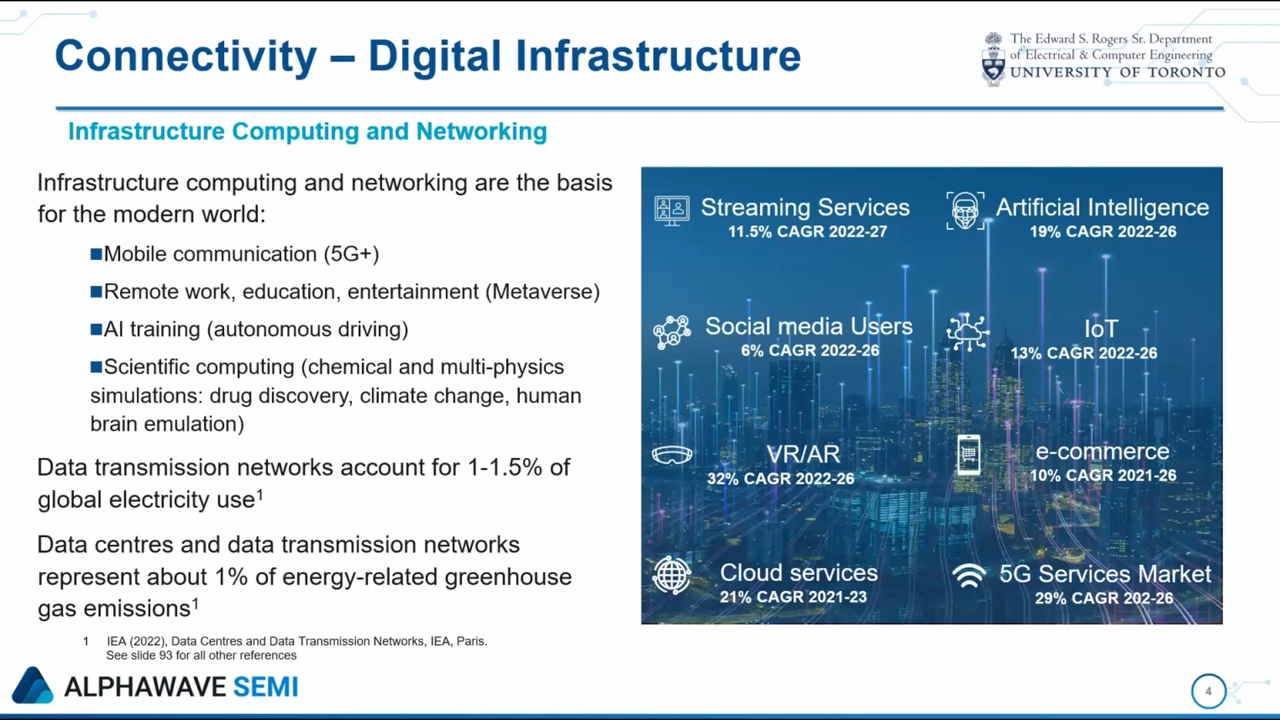 Connectivity – Digital Infrastructure
The Edward S. Rogers Sr. Department
of Electrical & Computer Engineering
UNIVERSITY OF TORONTO
Infrastructure Computing and Networking
Infrastructure computing and networking are the basis
for the modern world:
■Mobile communication (5G+)
■Remote work, education, entertainment (Metaverse)
■AI training (autonomous driving)
■Scientific computing (chemical and multi-physics
simulations: drug discovery, climate change, human
brain emulation)
Data transmission networks account for 1-1.5% of
global electricity use¹
Data centres and data transmission networks
represent about 1% of energy-related greenhouse
gas emissions¹
1 IEA (2022), Data Centres and Data Transmission Networks, IEA, Paris.
See slide 93 for all other references
Streaming Services
11.5% CAGR 2022-27
Artificial Intelligence
19% CAGR 2022-26
Social media Users
6% CAGR 2022-26
IoT
13% CAGR 2022-26
VR/AR
32% CAGR 2022-26
e-commerce
10% CAGR 2021-26
Cloud services
21% CAGR 2021-23
5G Services Market
29% CAGR 202-26
ALPHAWAVE SEMI
4